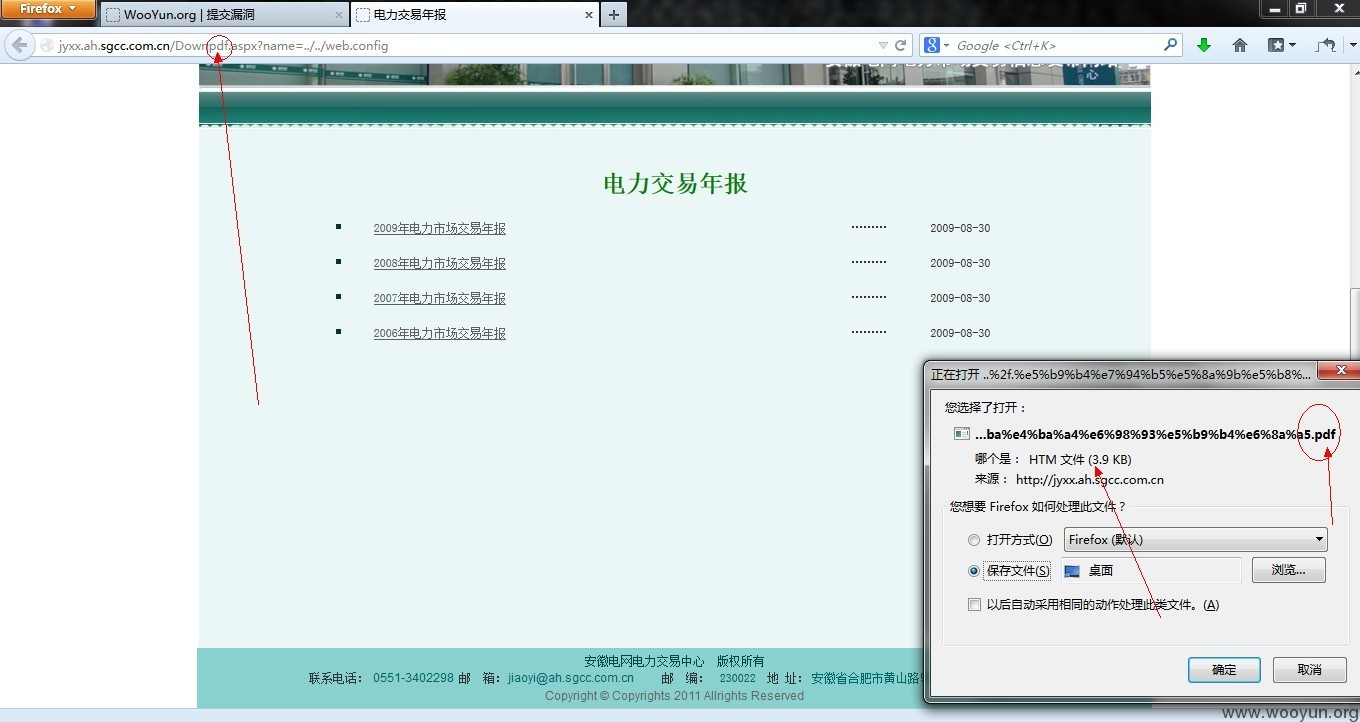 Firefox
WooYun.org | 提交漏洞
电力交易年报
jyxx.ah.sgcc.com.cn/Downpdf.aspx?name=../../web.config
Google <Ctrl+K>
电力交易年报
2009年电力市场交易年报 ········· 2009-08-30
2008年电力市场交易年报 ········· 2009-08-30
2007年电力市场交易年报 ········· 2009-08-30
2006年电力市场交易年报 ········· 2009-08-30
正在打开 ..%2f.%e5%b9%b4%e7%94%b5%e5%8a%9b%e5%b8%...
您选择了打开：
...ba%e4%ba%a4%e6%98%93%e5%b9%b4%e6%8a%a5.pdf
哪个是： HTM 文件 (3.9 KB)
来源： http://jyxx.ah.sgcc.com.cn
您想要 Firefox 如何处理此文件？
打开方式(O) Firefox (默认)
保存文件(S) 桌面 浏览...
以后自动采用相同的动作处理此类文件。(A)
确定 取消
安徽电网电力交易中心 版权所有
联系电话： 0551-3402298 邮 箱：jiaoyi@ah.sgcc.com.cn 邮 编： 230022 地 址： 安徽省合肥市黄山路
Copyright © Copyrights 2011 Allrights Reserved
www.wooyun.org